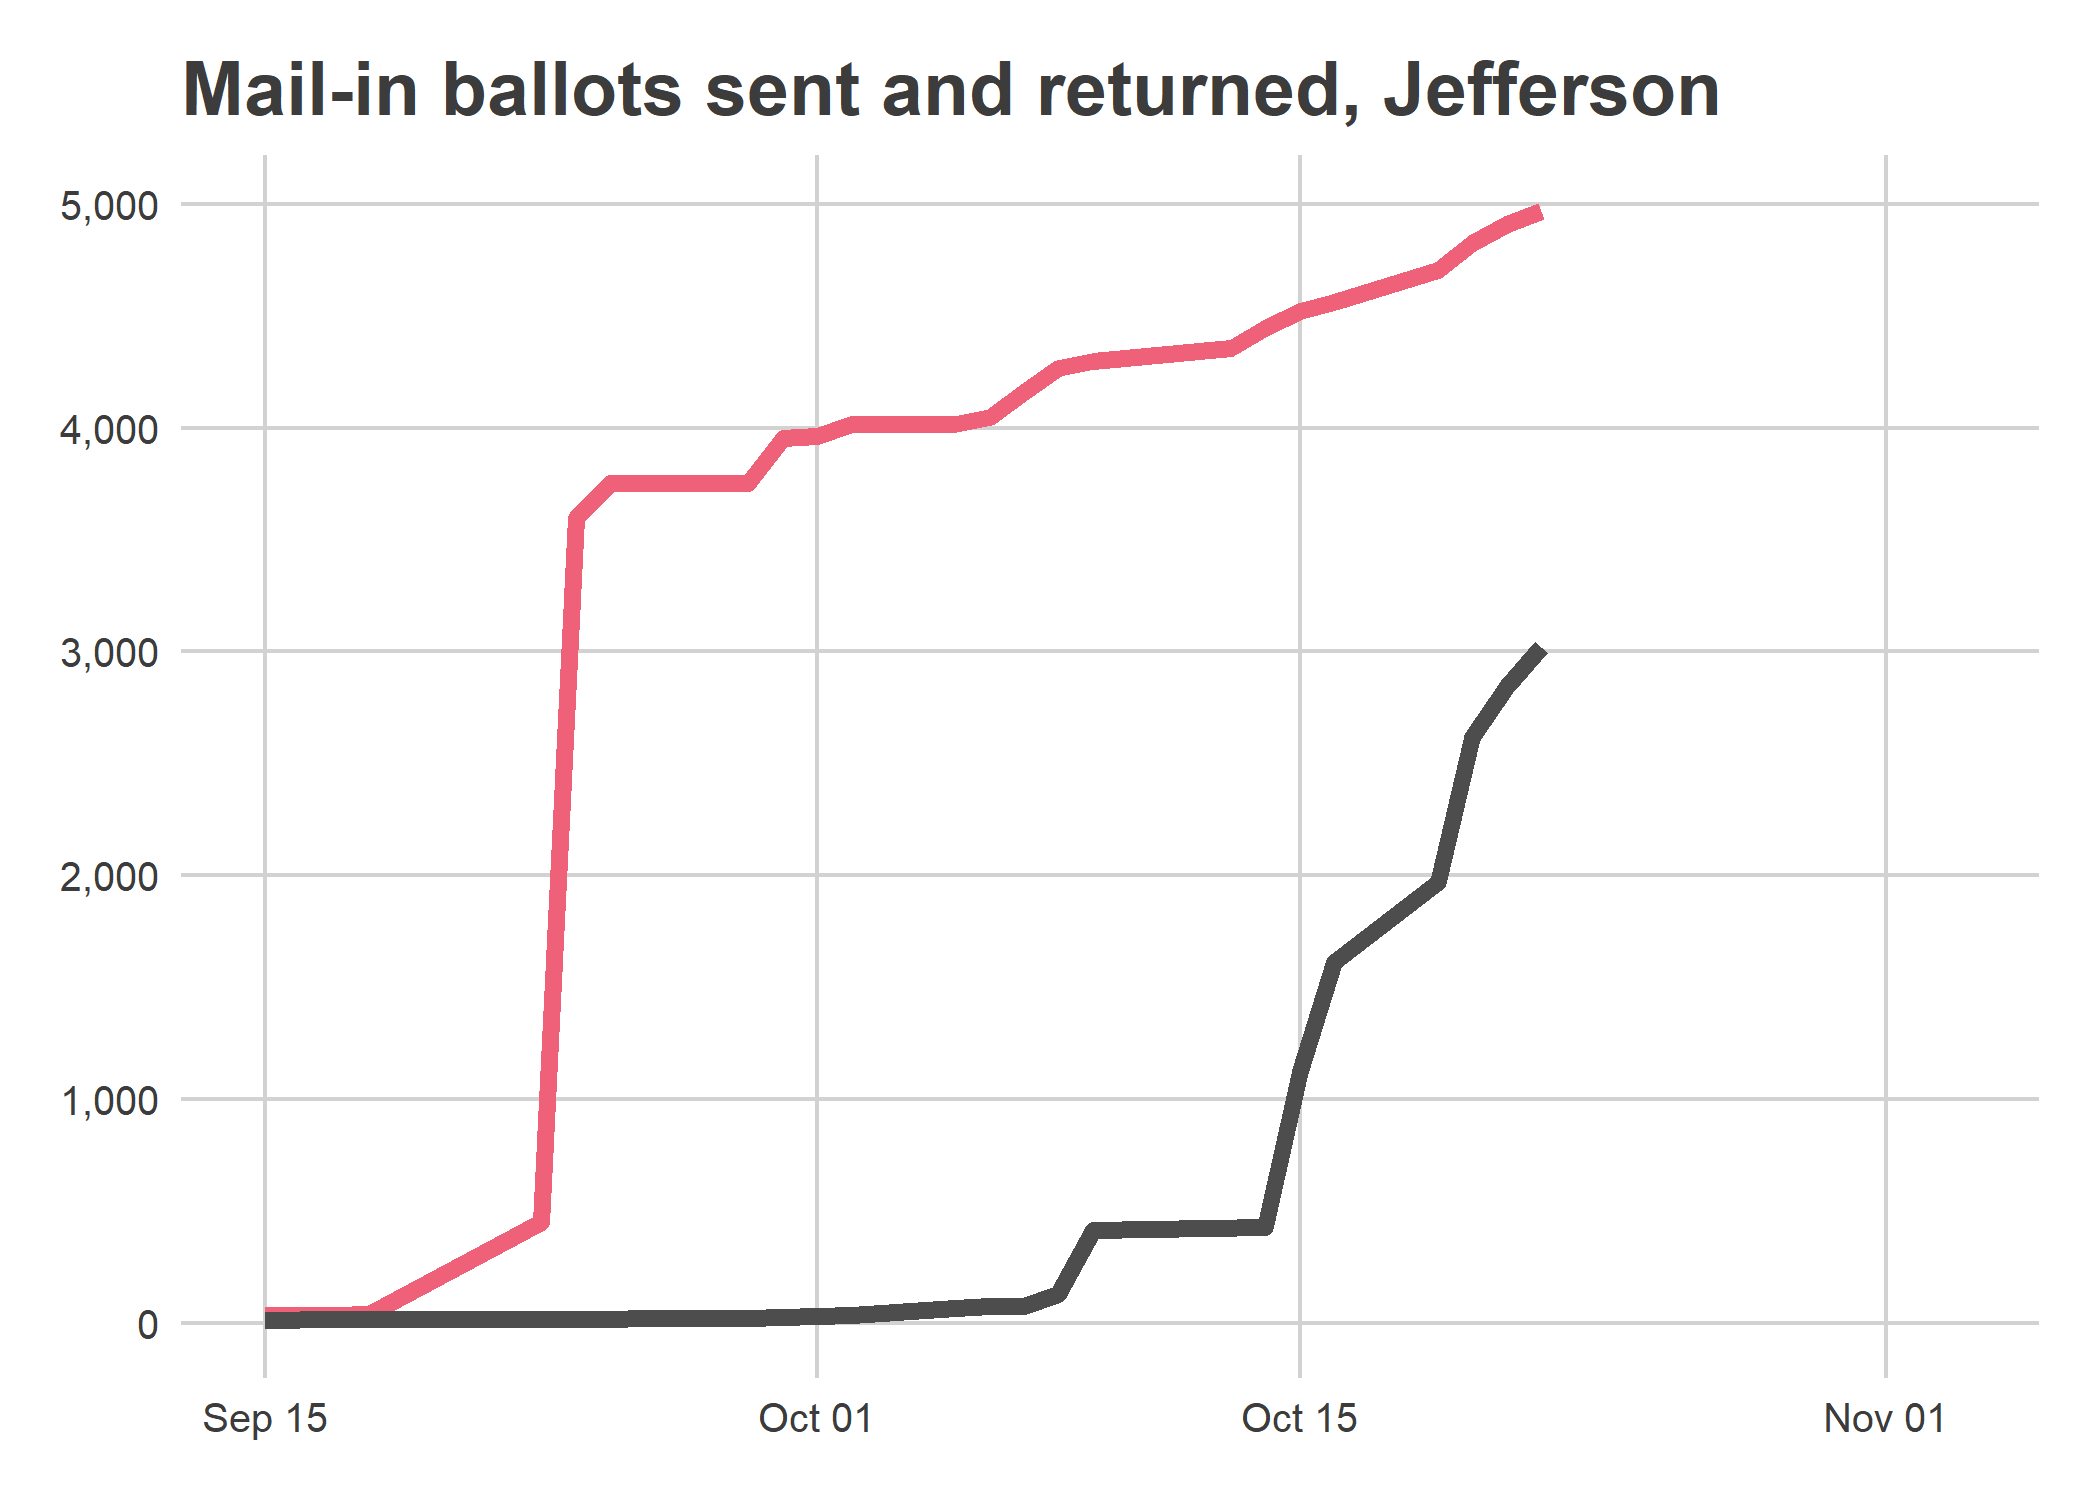 Mail-in ballots sent and returned, Jefferson
5,000
4,000
3,000
2,000
1,000
0
Sep 15
Oct 01
Oct 15
Nov 01